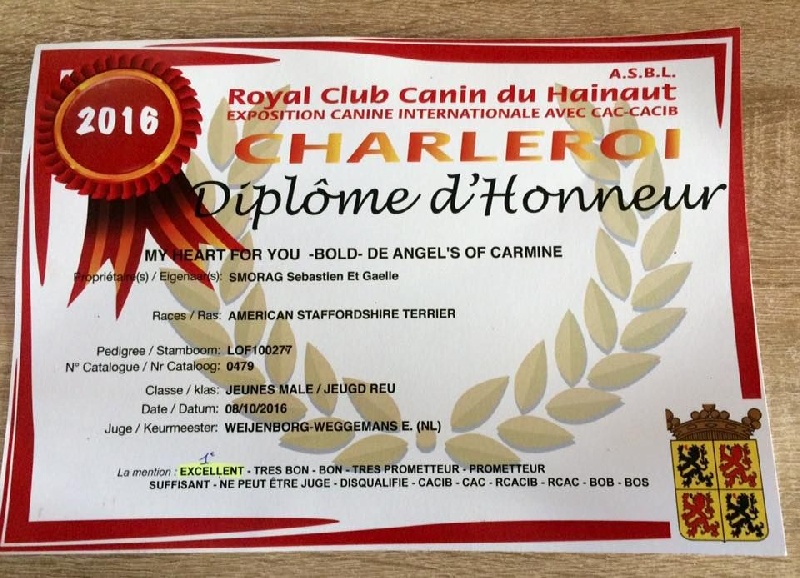 2016
A.S.B.L.
Royal Club Canin du Hainaut
EXPOSITION CANINE INTERNATIONALE AVEC CAC-CACIB
CHARLEROI
Diplôme d'Honneur
MY HEART FOR YOU -BOLD- DE ANGEL'S OF CARMINE
Propriétaire(s) / Eigenaar(s): SMORAG Sebastien Et Gaelle
Races / Ras: AMERICAN STAFFORDSHIRE TERRIER
Pedigree / Stamboom: LOF100277
N° Catalogue / Nr Cataloog: 0479
Classe / klas: JEUNES MALE / JEUGD REU
Date / Datum: 08/10/2016
Juge / Keurmeester: WEIJENBORG-WEGGEMANS E. (NL)
1e
La mention : EXCELLENT - TRES BON - BON - TRES PROMETTEUR - PROMETTEUR
SUFFISANT - NE PEUT ÊTRE JUGE - DISQUALIFIE - CACIB - CAC - RCACIB - RCAC - BOB - BOS